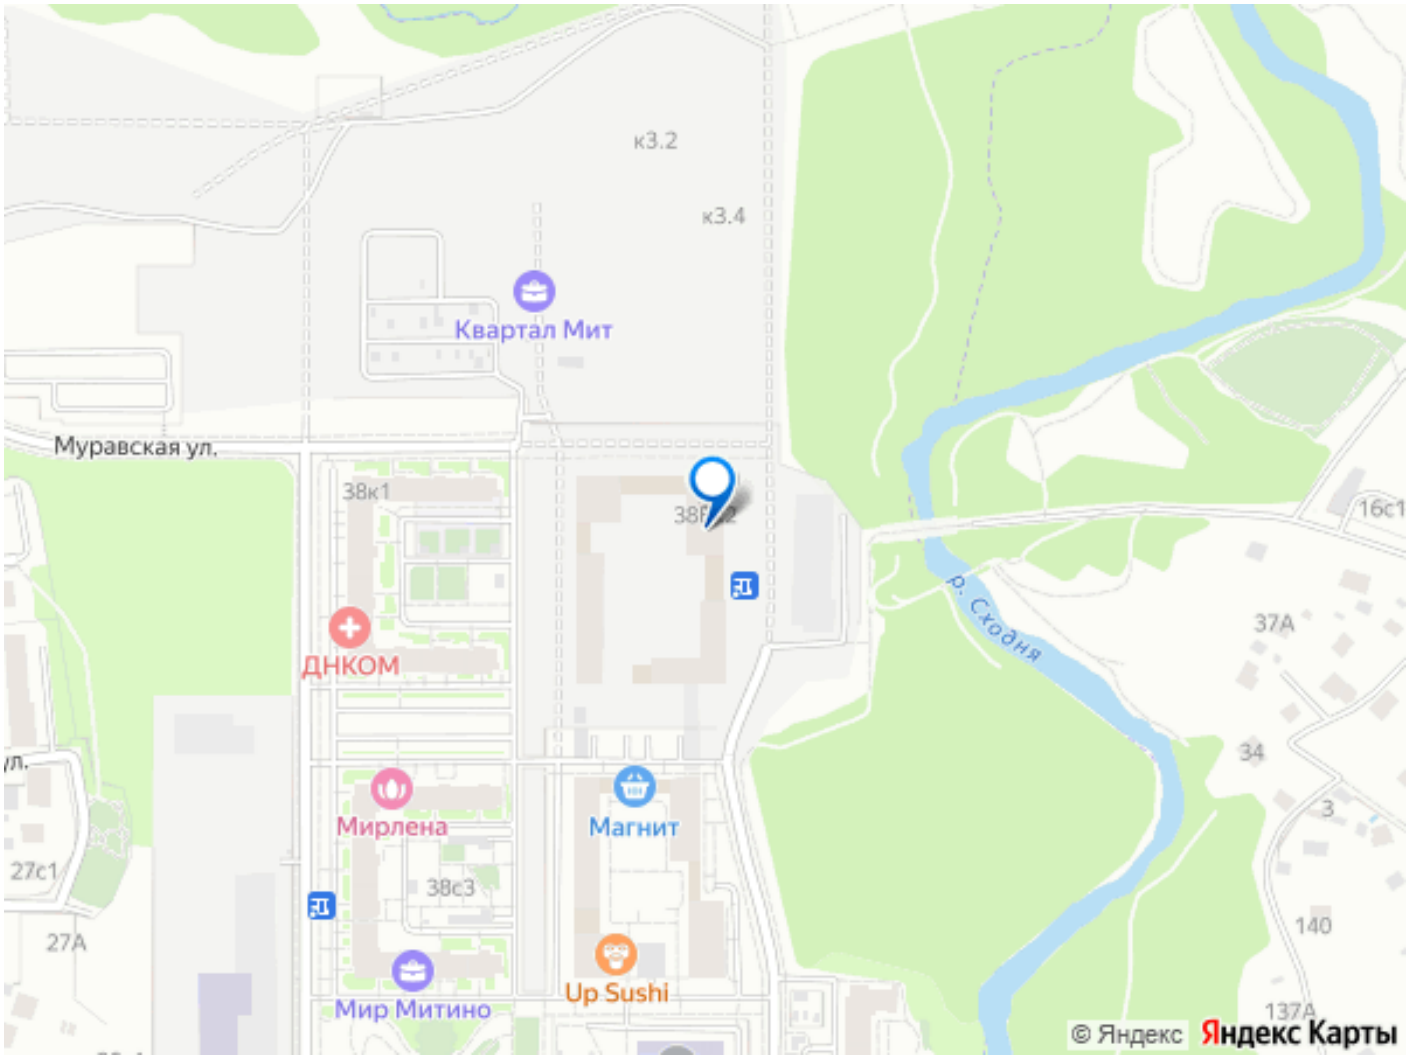 к3.2
к3.4
Квартал Мит
Муравская ул.
38к1
16с1
р. Сходня
37А
ДНКОМ
34
ул.
3
Мирлена
Магнит
27с1
38с3
140
27А
Up Sushi
Мир Митино
137А
© Яндекс
Яндекс Карты